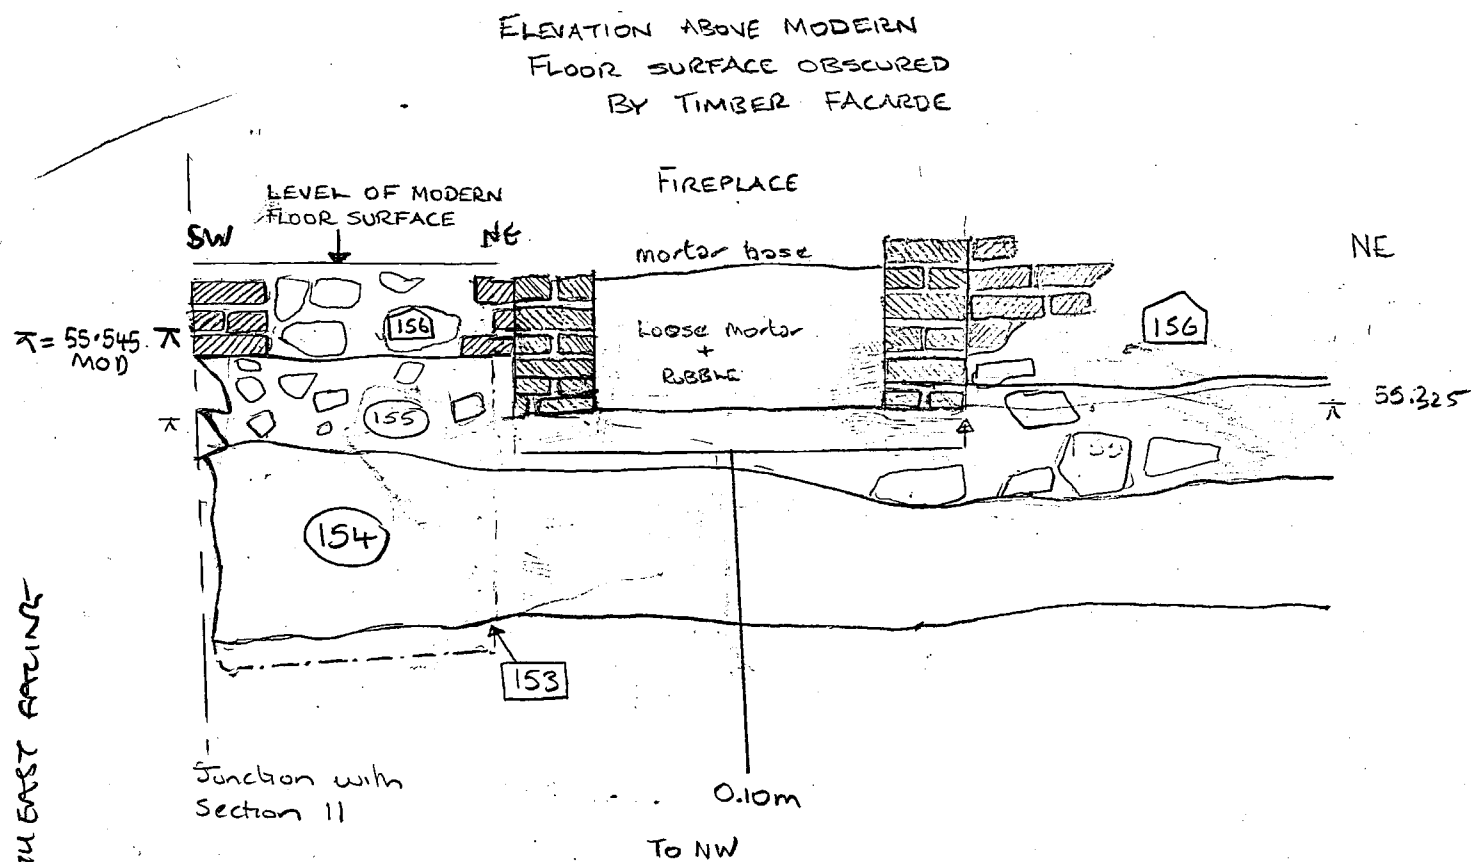 ELEVATION ABOVE MODERN
FLOOR SURFACE OBSCURED
BY TIMBER FACARDE
FIREPLACE
LEVEL OF MODERN
FLOOR SURFACE
SW
NE
mortar base
NE
156
156
⊼ = 55.545
MOD
Loose mortar
+
RUBBLE
155
55.325
155
154
153
EAST FACING
Junction with
Section 11
0.10m
TO NW